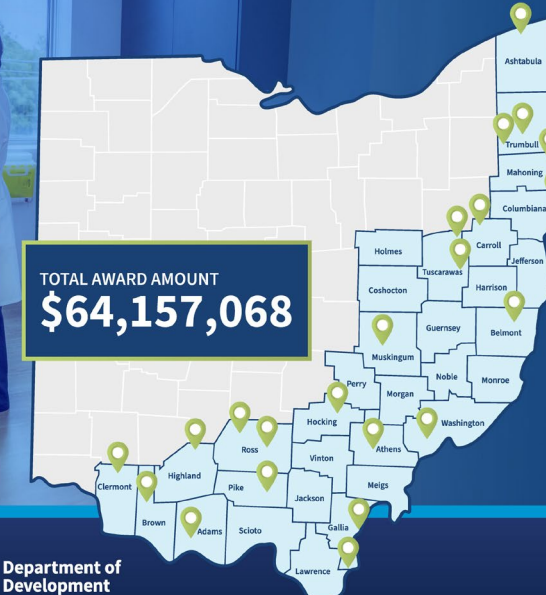 Ashtabula
Trumbull
Mahoning
Columbiana
Carroll
Jefferson
Holmes
Tuscarawas
Harrison
Coshocton
TOTAL AWARD AMOUNT
$64,157,068
Guernsey
Belmont
Muskingum
Noble
Monroe
Perry
Morgan
Hocking
Washington
Ross
Athens
Vinton
Highland
Clermont
Pike
Meigs
Jackson
Brown
Adams
Scioto
Gallia
Lawrence
Department of
Development